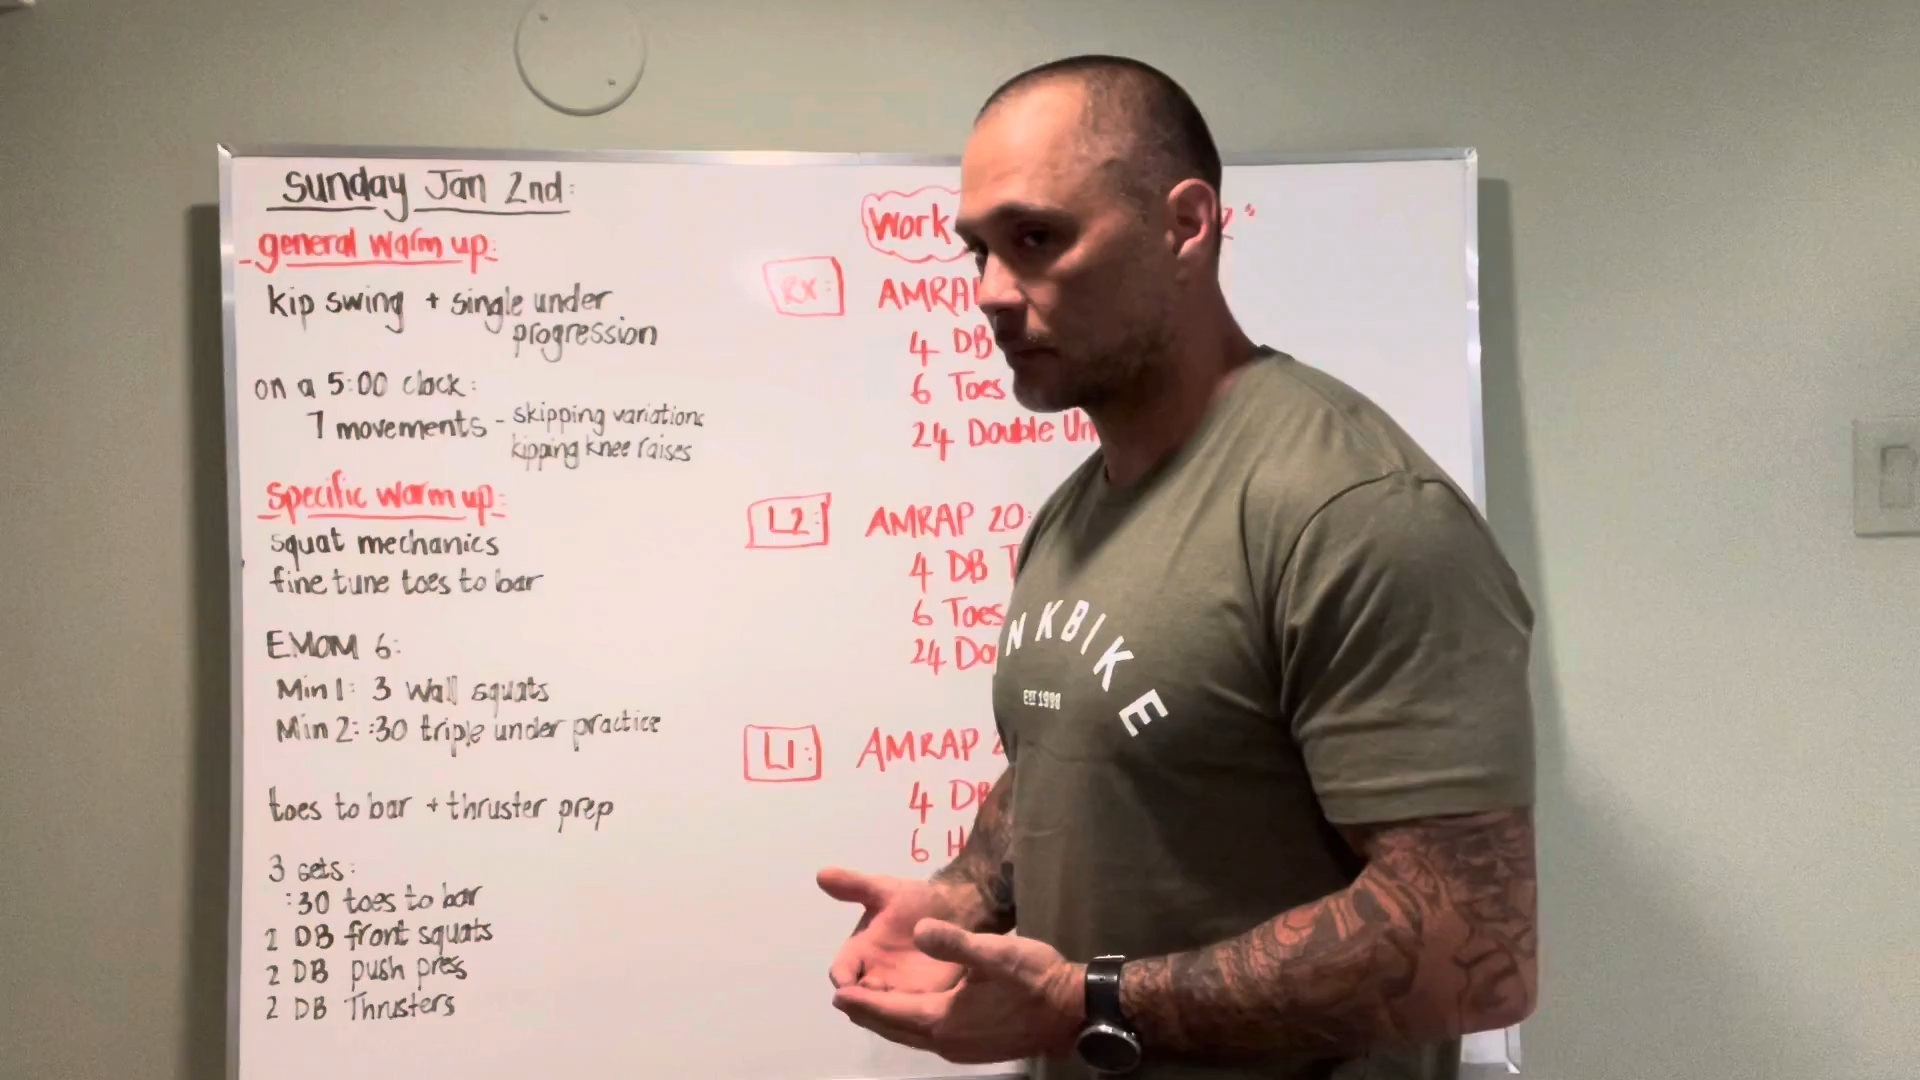 Sunday Jan 2nd:
general warm up:
kip swing + single under
progression
on a 5:00 clock:
7 movements - skipping variations
kipping knee raises
Specific warm up:
squat mechanics
fine tune toes to bar
EMOM 6:
Min 1: 3 wall squats
Min 2: :30 triple under practice
toes to bar + thruster prep
3 sets:
:30 toes to bar
2 DB front squats
2 DB push press
2 DB Thrusters
Work
RX:
AMRAP
4 DB
6 Toes
24 Double Un
L2:
AMRAP 20:
4 DB T
6 Toes
24 Do
L1:
AMRAP 2
4 DB
6 H
NKBIKE
EST 1998